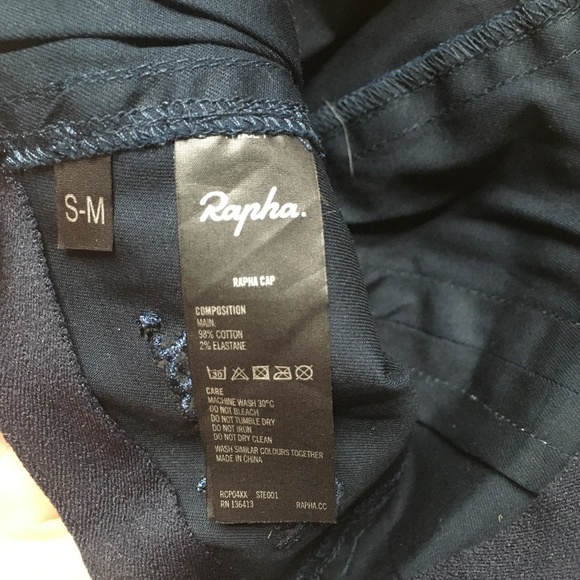 S-M
Rapha.
RAPHA CAP
COMPOSITION
MAIN:
98% COTTON
2% ELASTANE
30
CARE
MACHINE WASH 30°C
DO NOT BLEACH
DO NOT TUMBLE DRY
DO NOT IRON
DO NOT DRY CLEAN
WASH SIMILAR COLOURS TOGETHER
MADE IN CHINA
RCP04XX STE001
RN 136413 RAPHA.CC